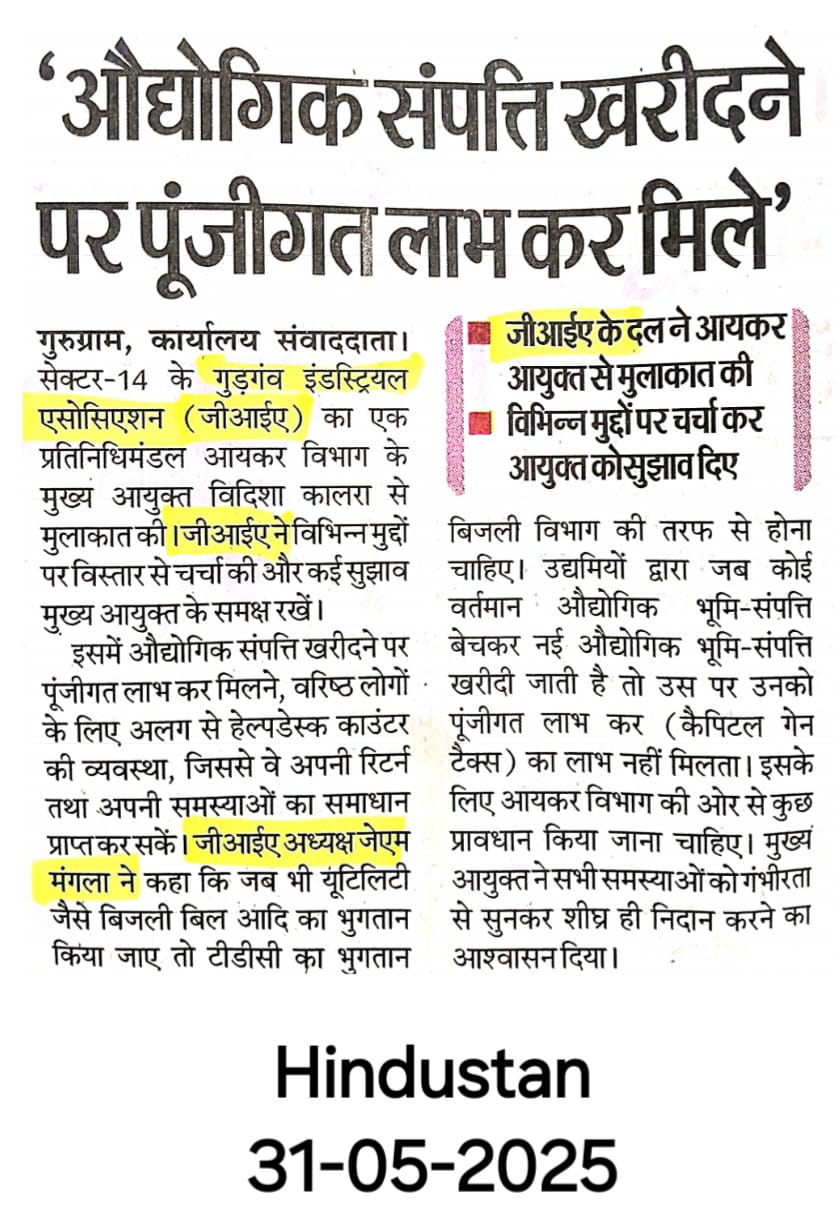 ‘औद्योगिक संपत्ति खरीदने
पर पूंजीगत लाभ कर मिले’
गुरुग्राम, कार्यालय संवाददाता।
सेक्टर-14 के गुड़गंव इंडस्ट्रियल
एसोसिएशन (जीआईए) का एक
प्रतिनिधिमंडल आयकर विभाग के
मुख्य आयुक्त विदिशा कालरा से
मुलाकात की। जीआईए ने विभिन्न मुद्दों
पर विस्तार से चर्चा की और कई सुझाव
मुख्य आयुक्त के समक्ष रखें।
इसमें औद्योगिक संपत्ति खरीदने पर
पूंजीगत लाभ कर मिलने, वरिष्ठ लोगों
के लिए अलग से हेल्पडेस्क काउंटर
की व्यवस्था, जिससे वे अपनी रिटर्न
तथा अपनी समस्याओं का समाधान
प्राप्त कर सकें। जीआईए अध्यक्ष जेएम
मंगला ने कहा कि जब भी यूटिलिटी
जैसे बिजली बिल आदि का भुगतान
किया जाए तो टीडीसी का भुगतान
■ जीआईए के दल ने आयकर
आयुक्त से मुलाकात की
■ विभिन्न मुद्दों पर चर्चा कर
आयुक्त को सुझाव दिए
बिजली विभाग की तरफ से होना
चाहिए। उद्यमियों द्वारा जब कोई
वर्तमान औद्योगिक भूमि-संपत्ति
बेचकर नई औद्योगिक भूमि-संपत्ति
खरीदी जाती है तो उस पर उनको
पूंजीगत लाभ कर (कैपिटल गेन
टैक्स) का लाभ नहीं मिलता। इसके
लिए आयकर विभाग की ओर से कुछ
प्रावधान किया जाना चाहिए। मुख्य
आयुक्त ने सभी समस्याओं को गंभीरता
से सुनकर शीघ्र ही निदान करने का
आश्वासन दिया।
Hindustan
31-05-2025